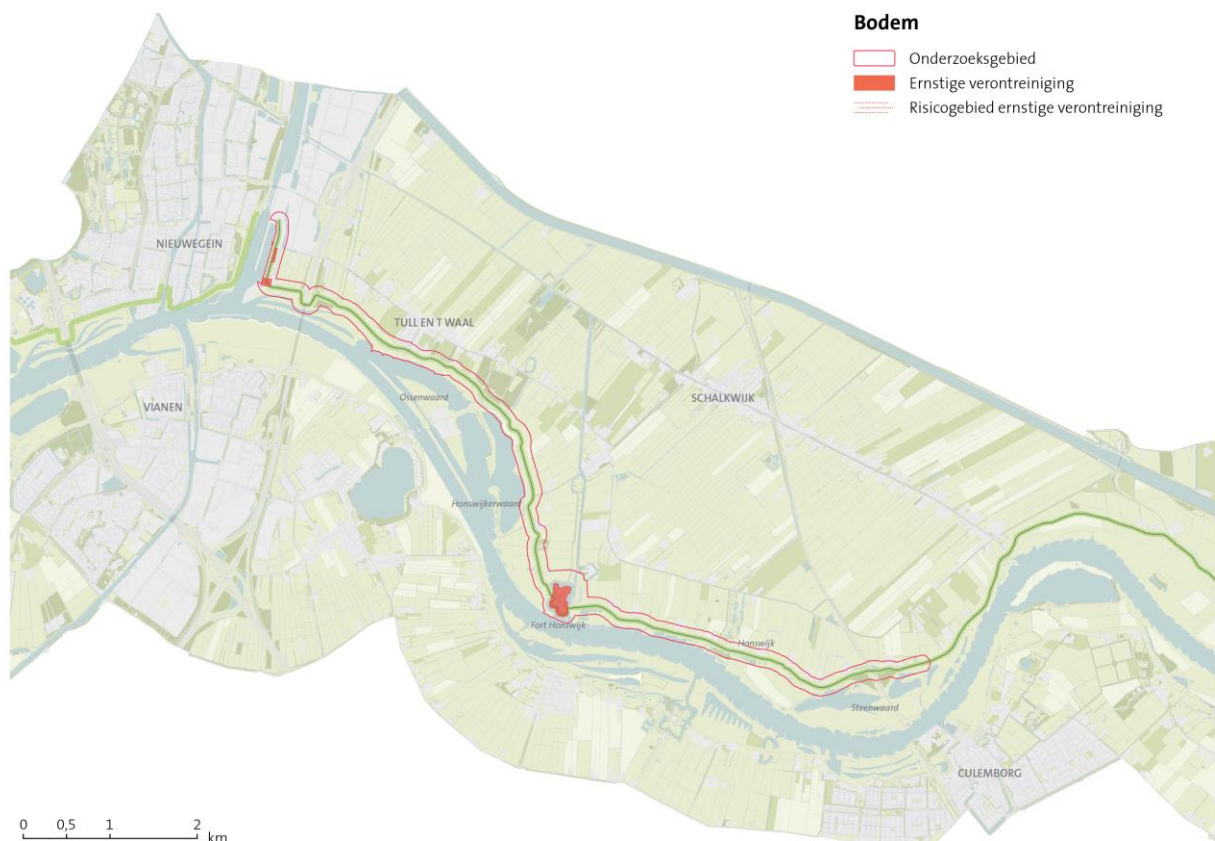 Bodem
Onderzoeksgebied
Ernstige verontreiniging
Risicogebied ernstige verontreiniging
NIEUWEGEIN
TULL EN T WAAL
Ossenwaard
SCHALKWIJK
VIANEN
Honswijkerwaard
Fort Honswijk
Honswijk
Steenwaard
CULEMBORG
0 0,5 1 2
km